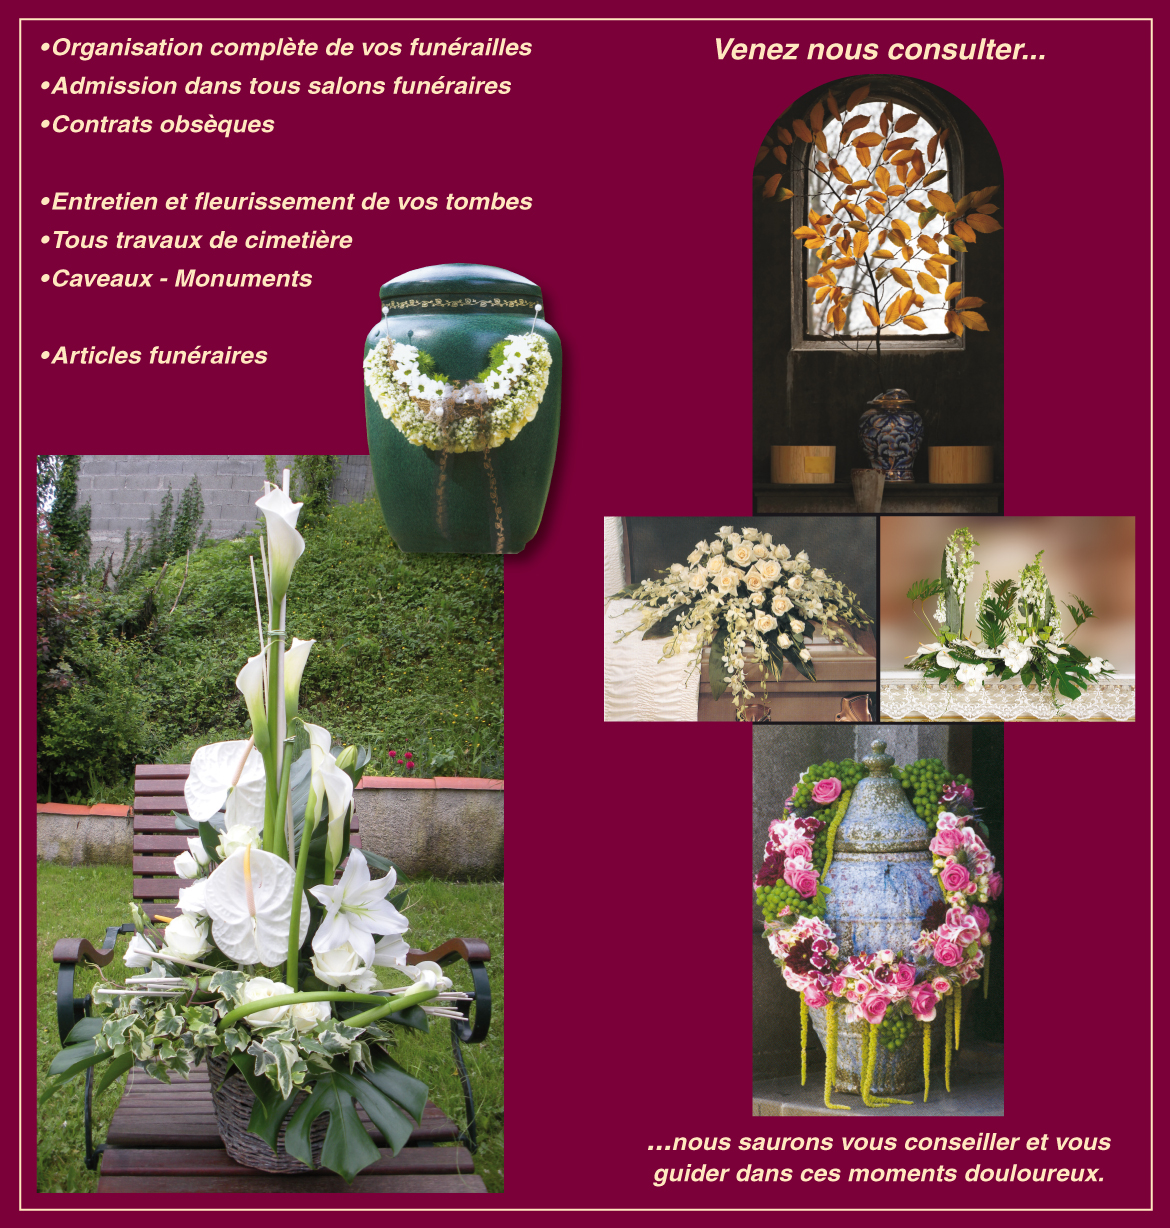 •Organisation complète de vos funérailles
•Admission dans tous salons funéraires
•Contrats obsèques
•Entretien et fleurissement de vos tombes
•Tous travaux de cimetière
•Caveaux - Monuments
•Articles funéraires
Venez nous consulter...
...nous saurons vous conseiller et vous
guider dans ces moments douloureux.